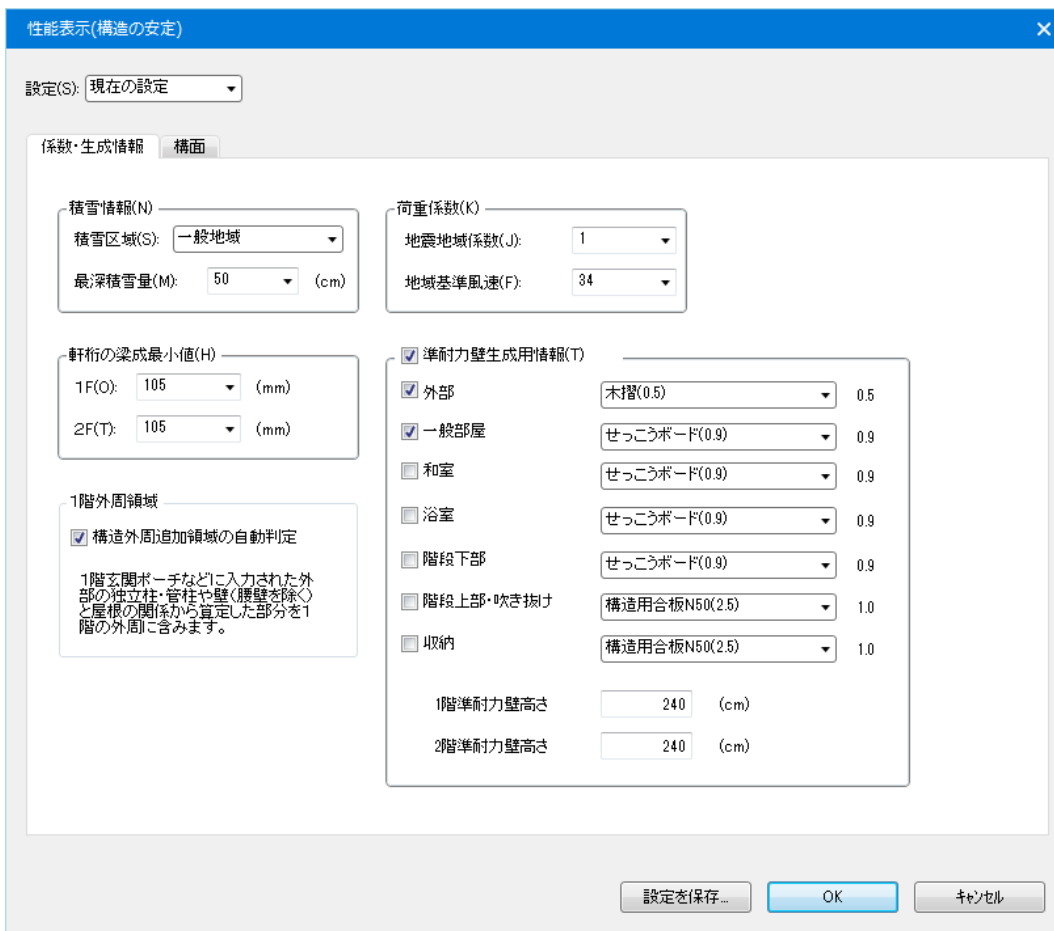 性能表示(構造の安定)
設定(S): 現在の設定
係数・生成情報 構面
積雪情報(N)
積雪区域(S): 一般地域
最深積雪量(M): 50 (cm)
荷重係数(K)
地震地域係数(J): 1
地域基準風速(F): 34
軒桁の梁成最小値(H)
1F(O): 105 (mm)
2F(T): 105 (mm)
1階外周領域
構造外周追加領域の自動判定
1階玄関ポーチなどに入力された外
部の独立柱・管柱や壁(腰壁を除く)
と屋根の関係から算定した部分を1
階の外周に含みます。
準耐力壁生成用情報(T)
外部 木摺(0.5) 0.5
一般部屋 せっこうボード(0.9) 0.9
和室 せっこうボード(0.9) 0.9
浴室 せっこうボード(0.9) 0.9
階段下部 せっこうボード(0.9) 0.9
階段上部・吹き抜け 構造用合板N50(2.5) 1.0
収納 構造用合板N50(2.5) 1.0
1階準耐力壁高さ 240 (cm)
2階準耐力壁高さ 240 (cm)
設定を保存... OK キャンセル